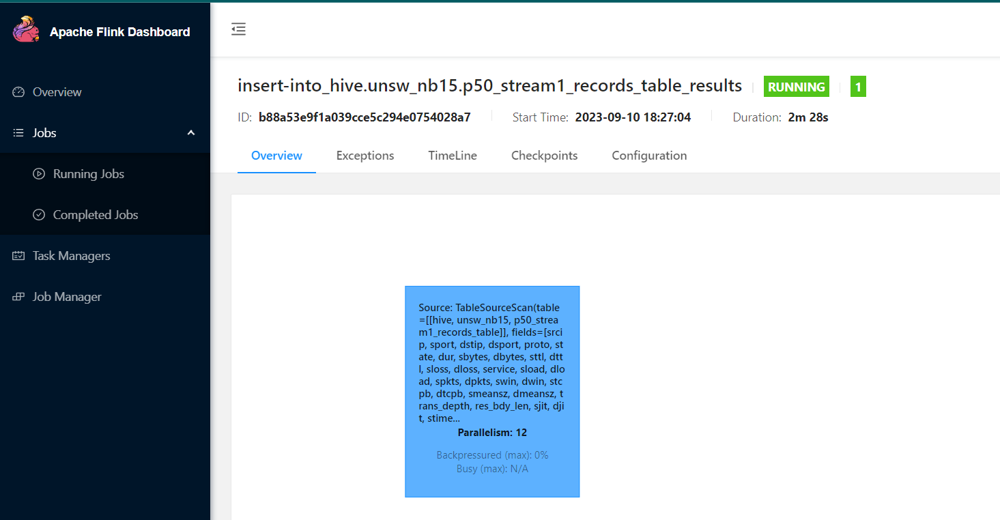 Apache Flink Dashboard
Overview
Jobs
Running Jobs
Completed Jobs
Task Managers
Job Manager
insert-into_hive.unsw_nb15.p50_stream1_records_table_results RUNNING 1
ID: b88a53e9f1a039cce5c294e0754028a7 Start Time: 2023-09-10 18:27:04 Duration: 2m 28s
Overview Exceptions TimeLine Checkpoints Configuration
Source: TableSourceScan(table
=[[hive, unsw_nb15, p50_strea
m1_records_table]], fields=[srci
p, sport, dstip, dsport, proto, st
ate, dur, sbytes, dbytes, sttl, dtt
l, sloss, dloss, service, sload, dlo
ad, spkts, dpkts, swin, dwin, stc
pb, dtcpb, smeansz, dmeansz, t
rans_depth, res_bdy_len, sjit, dji
t, stime...
Parallelism: 12
Backpressured (max): 0%
Busy (max): N/A